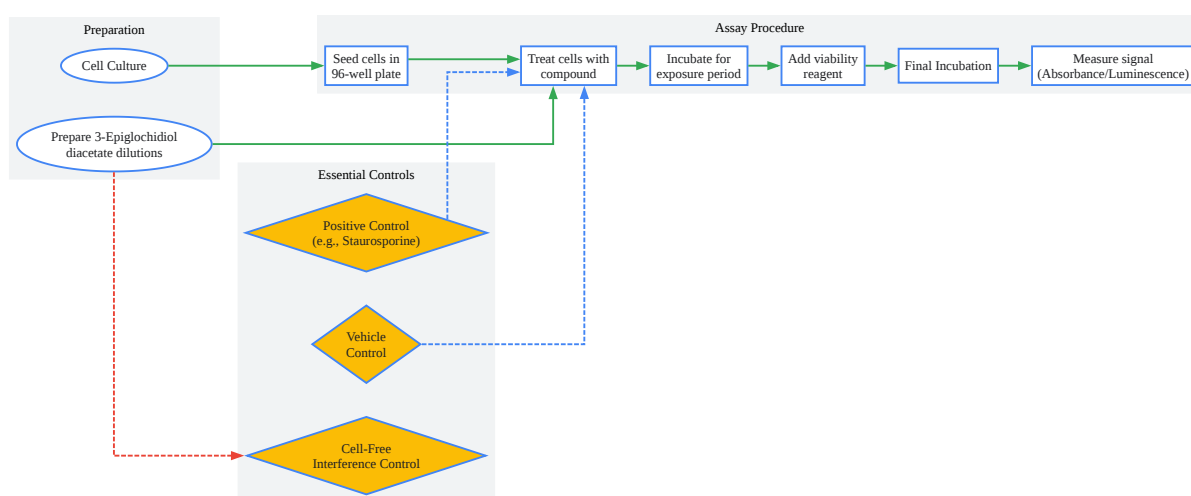 Preparation
Cell Culture
Prepare 3-Epiglochidiol
diacetate dilutions
Assay Procedure
Seed cells in
96-well plate
Treat cells with
compound
Incubate for
exposure period
Add viability
reagent
Final Incubation
Measure signal
(Absorbance/Luminescence)
Essential Controls
Positive Control
(e.g., Staurosporine)
Vehicle
Control
Cell-Free
Interference Control